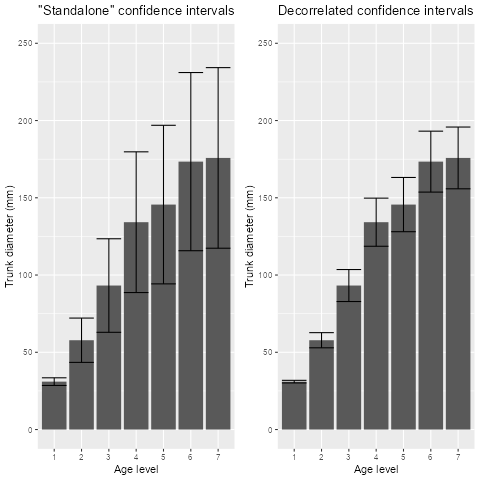 "Standalone" confidence intervals
250
200
150
100
50
0
Trunk diameter (mm)
1 2 3 4 5 6 7
Age level
Decorrelated confidence intervals
250
200
150
100
50
0
Trunk diameter (mm)
1 2 3 4 5 6 7
Age level